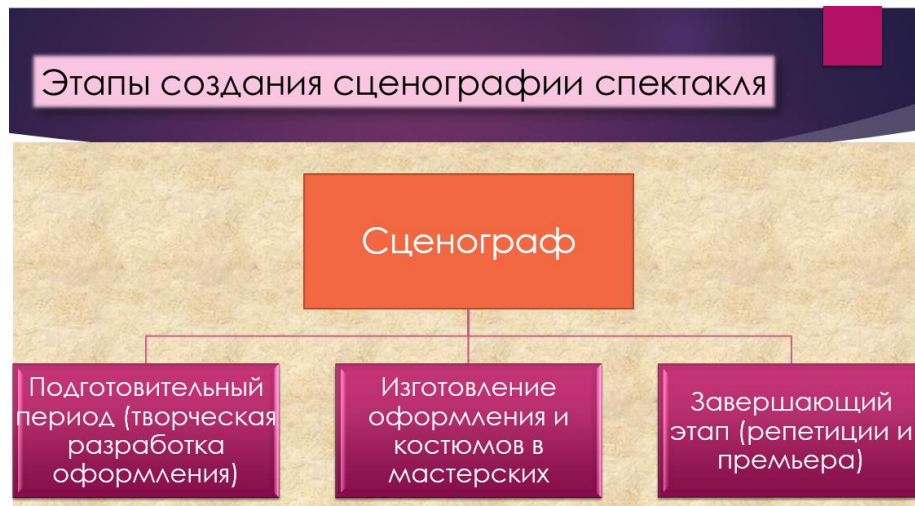 Этапы создания сценографии спектакля
Сценограф
Подготовительный
период (творческая
разработка
оформления)
Изготовление
оформления и
костюмов в
мастерских
Завершающий
этап (репетиции и
премьера)